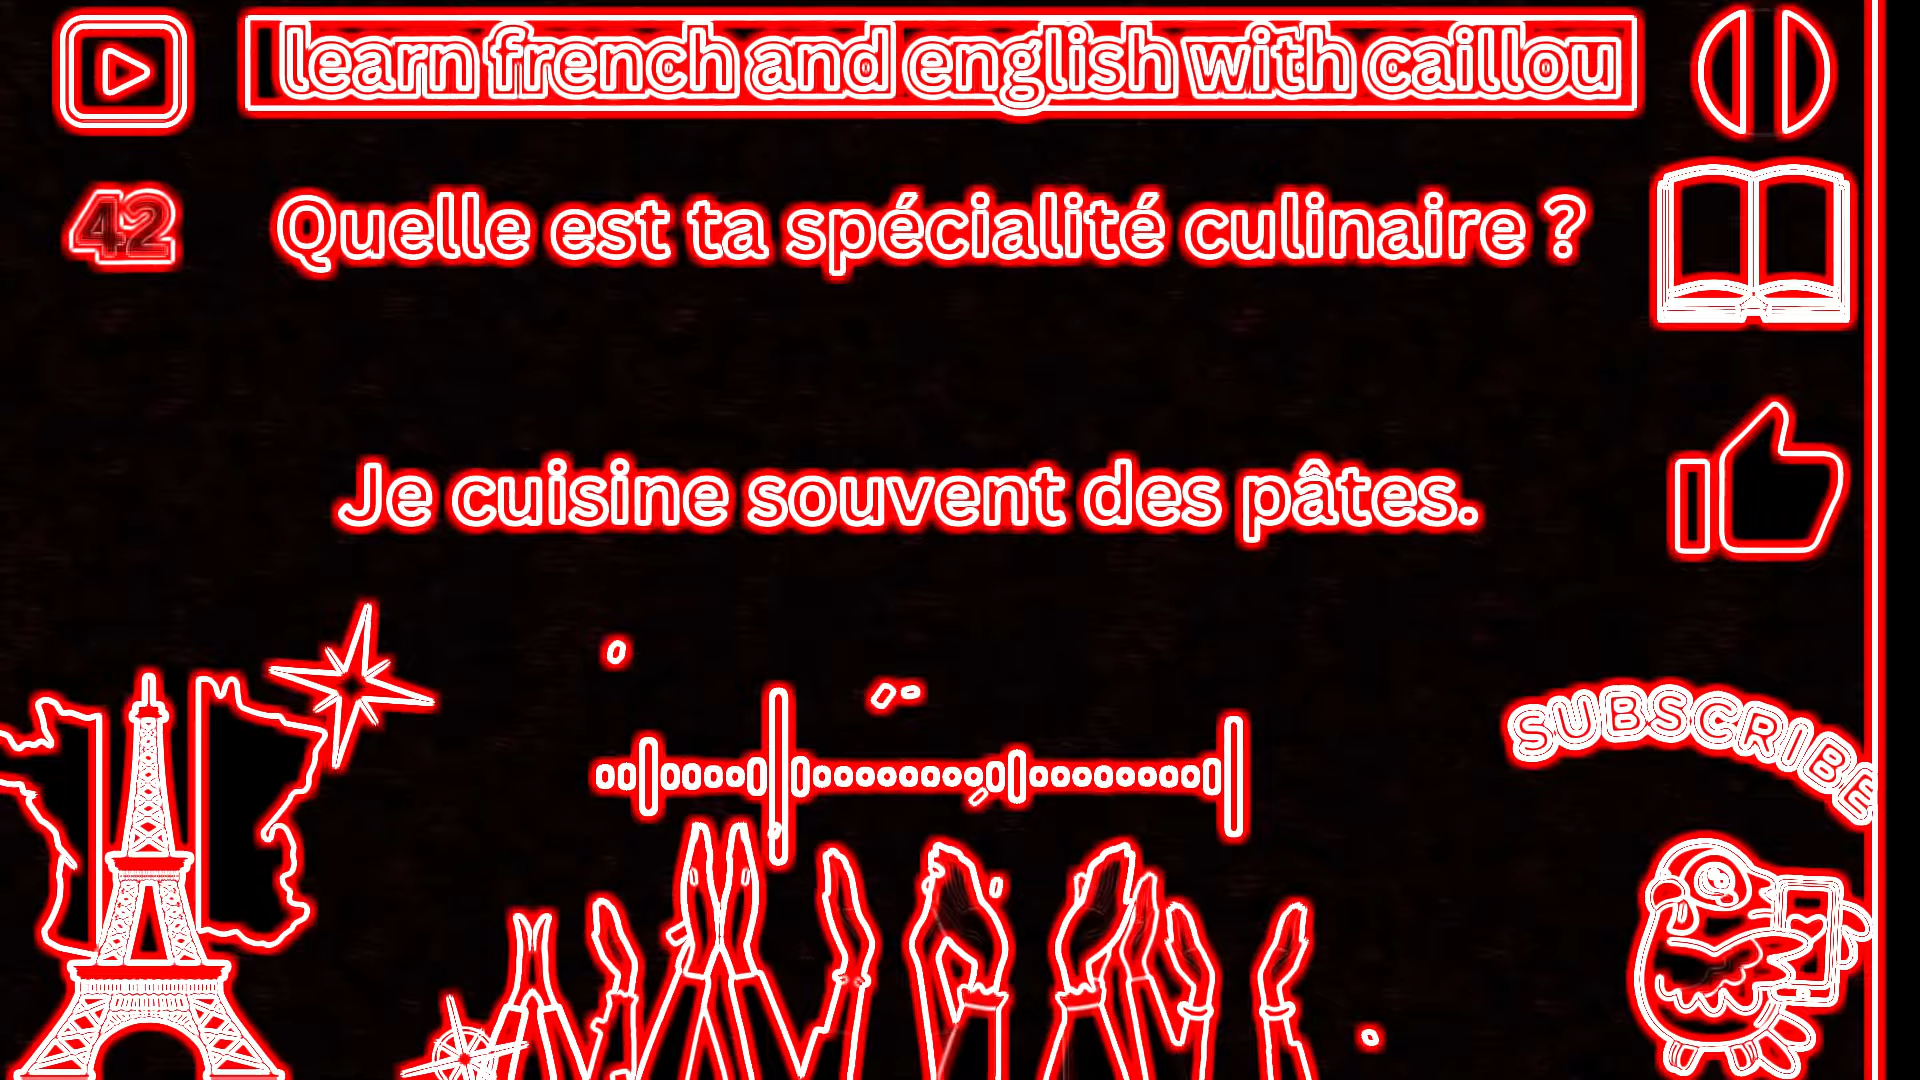 learn french and english with caillou
42
Quelle est ta spécialité culinaire ?
Je cuisine souvent des pâtes.
SUBSCRIBE